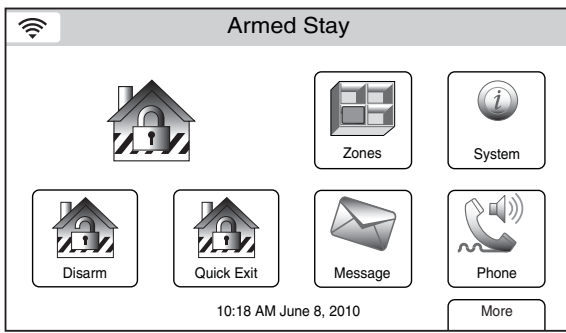 Armed Stay
Zones
System
Disarm
Quick Exit
Message
Phone
10:18 AM June 8, 2010
More